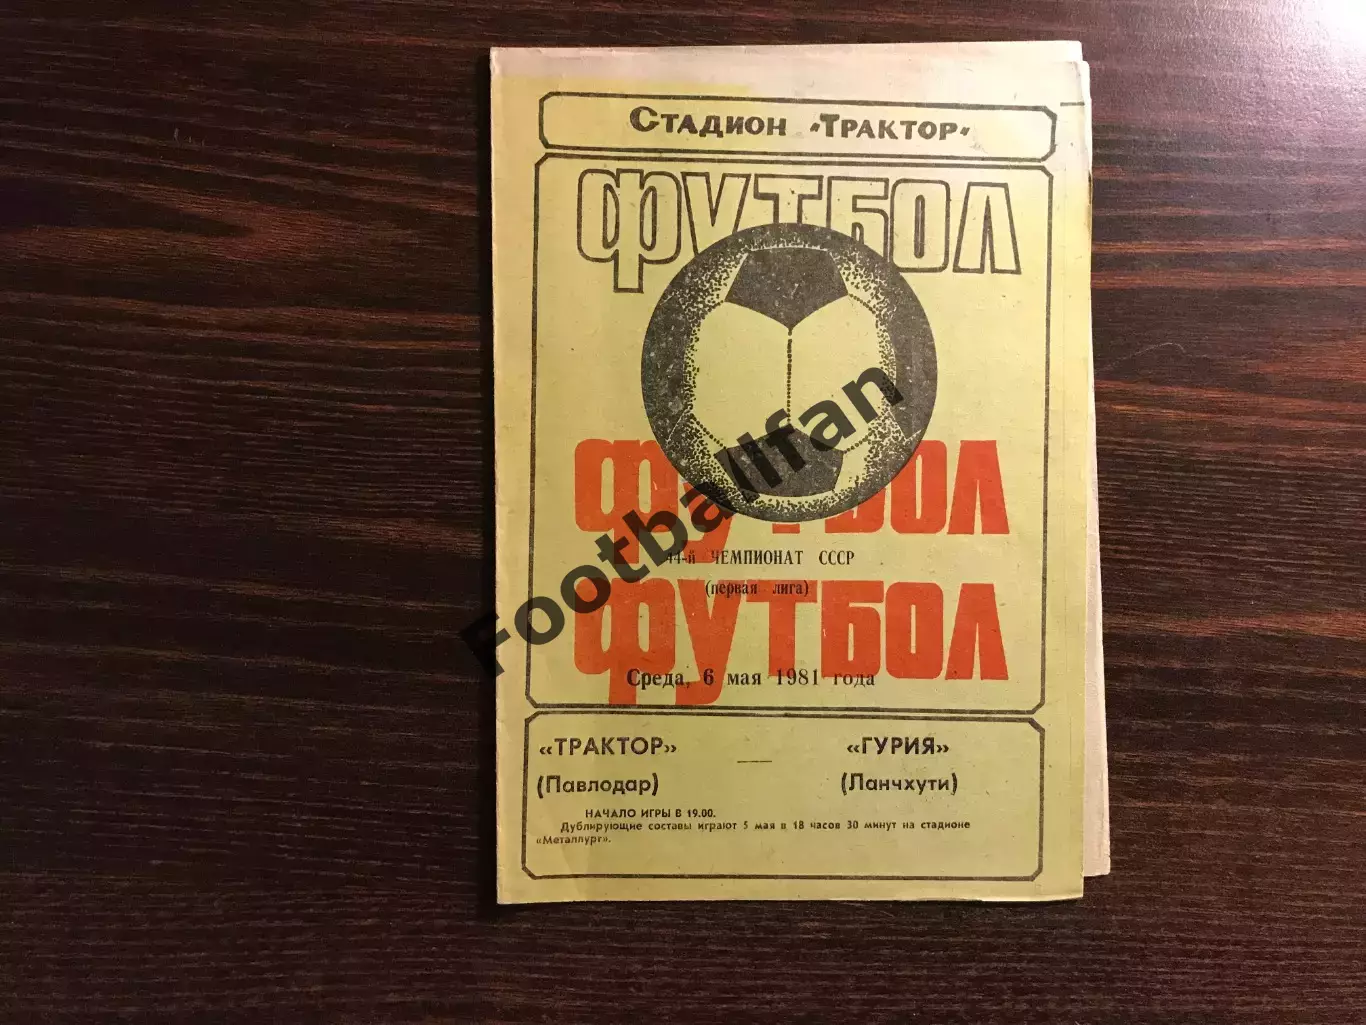 СТАДИОН «ТРАКТОР»
ФУТБОЛ
ФУТБОЛ
44-й ЧЕМПИОНАТ СССР
(первая лига)
ФУТБОЛ
Среда, 6 мая 1981 года
«ТРАКТОР» — «ГУРИЯ»
(Павлодар) (Ланчхути)
НАЧАЛО ИГРЫ В 19.00.
Дублирующие составы играют 5 мая в 18 часов 30 минут на стадионе
«Металлург».
Footballfan